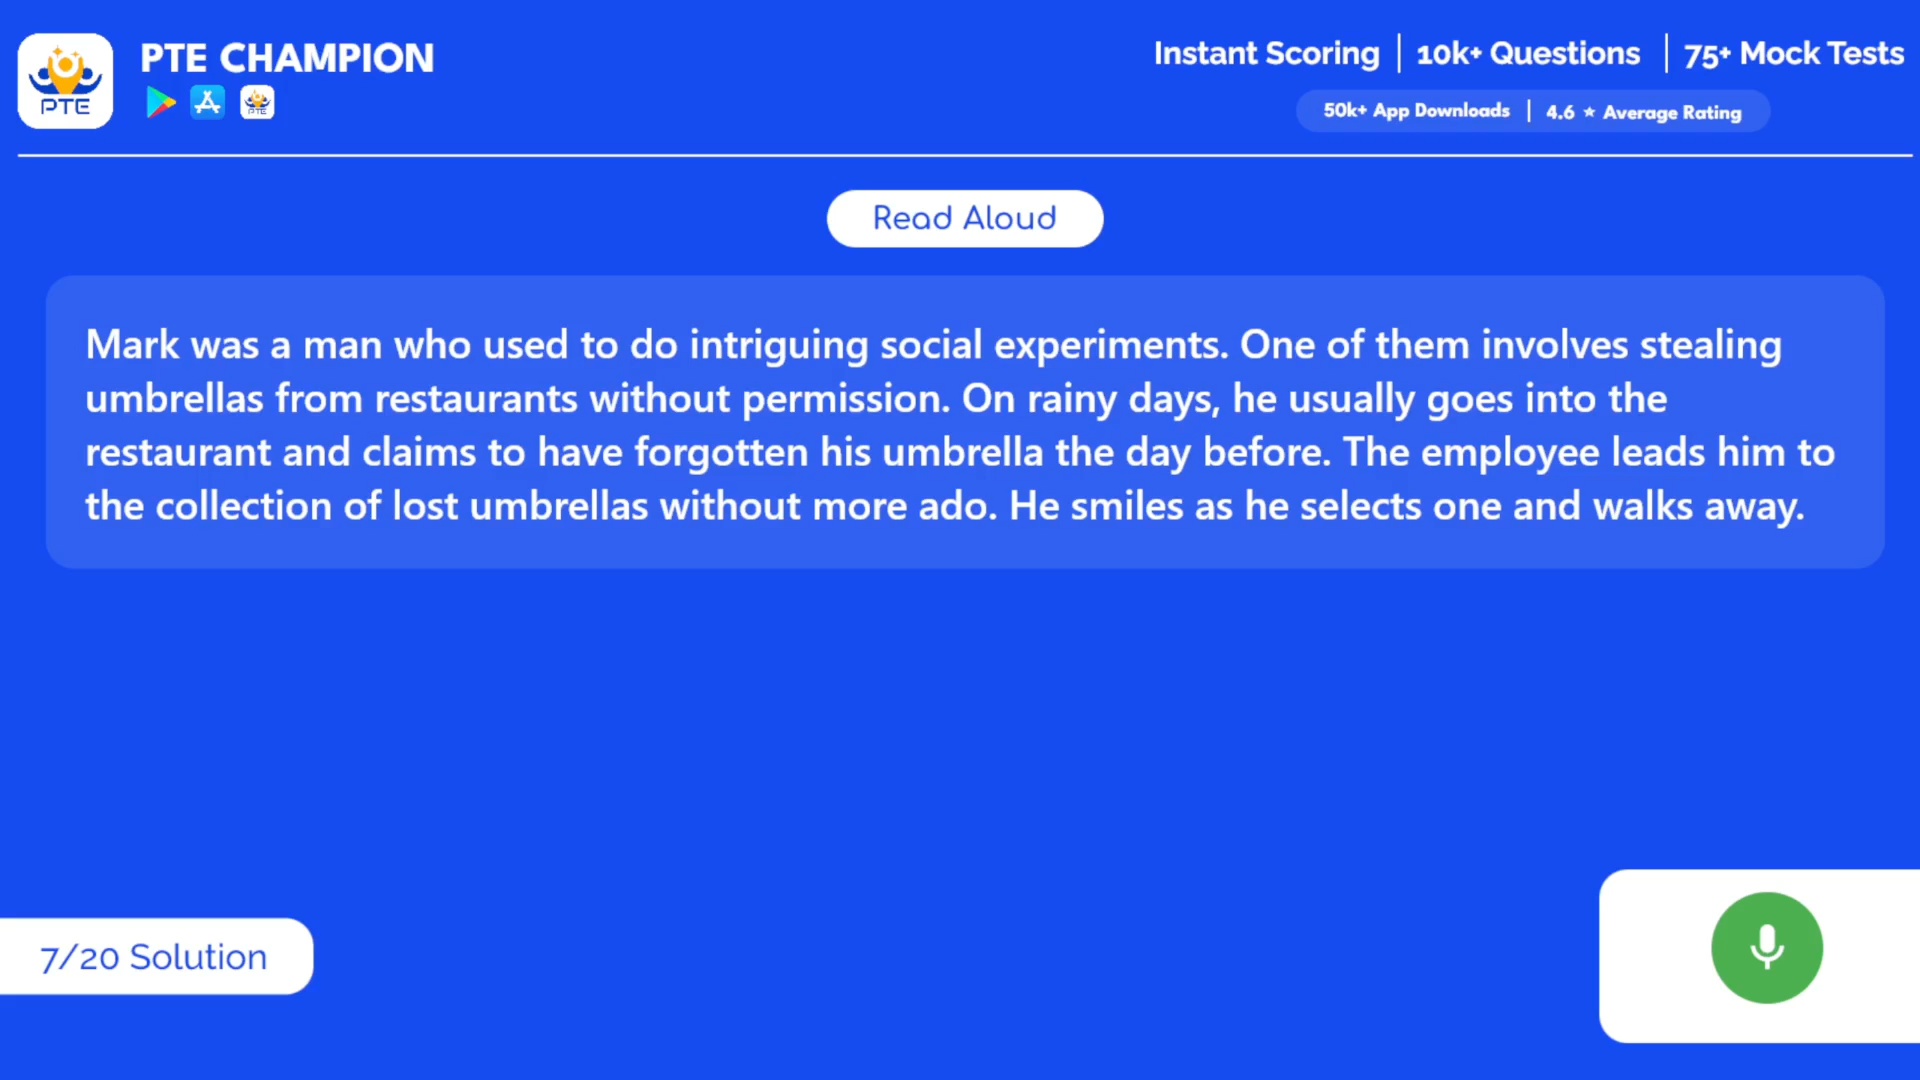 PTE CHAMPION
PTE
PTE
Instant Scoring | 10k+ Questions | 75+ Mock Tests
50k+ App Downloads | 4.6 ★ Average Rating
Read Aloud
Mark was a man who used to do intriguing social experiments. One of them involves stealing
umbrellas from restaurants without permission. On rainy days, he usually goes into the
restaurant and claims to have forgotten his umbrella the day before. The employee leads him to
the collection of lost umbrellas without more ado. He smiles as he selects one and walks away.
7/20 Solution